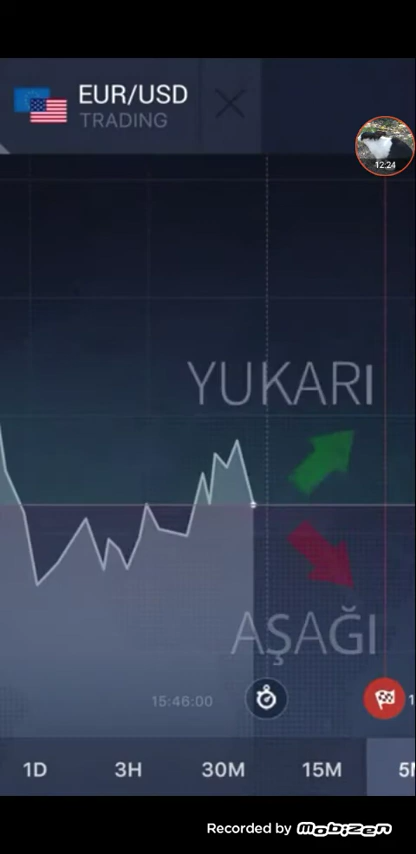 EUR/USD
TRADING
12:24
YUKARI
AŞAĞI
15:46:00
1D 3H 30M 15M
Recorded by mobizen